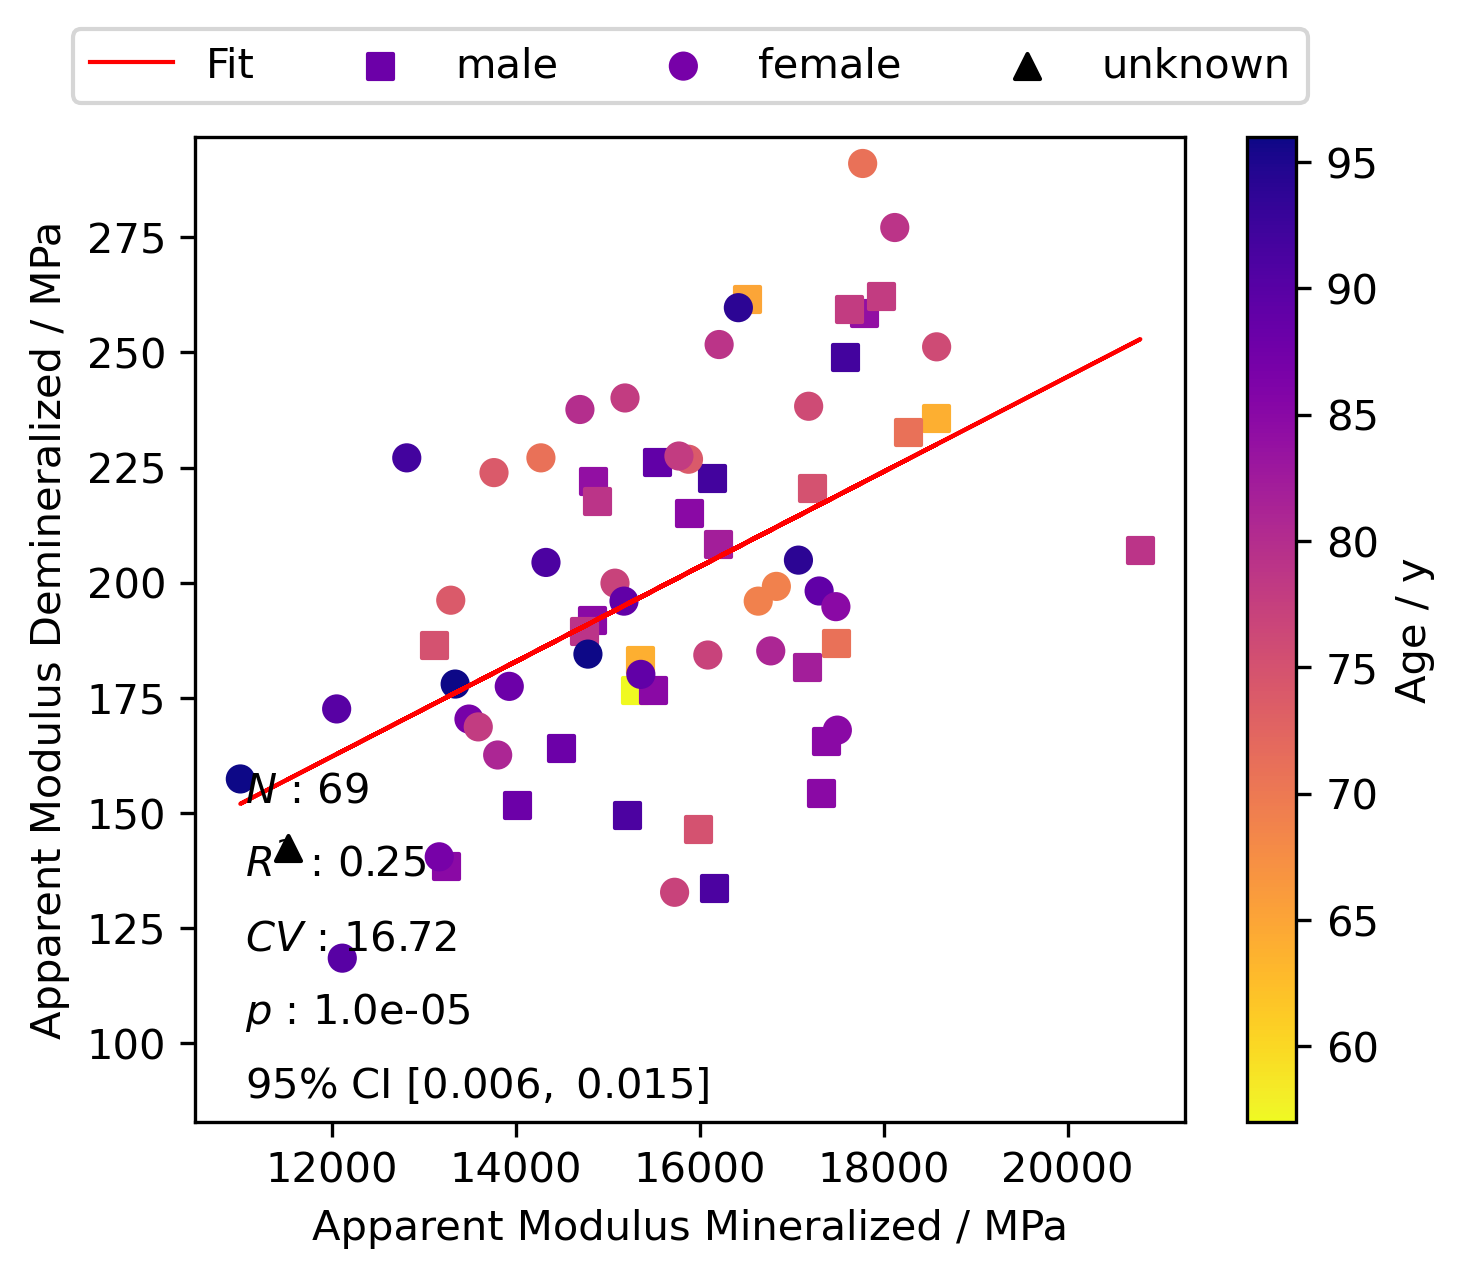 Fit male female unknown
Apparent Modulus Demineralized / MPa
275
250
225
200
175
150
125
100
N : 69
R² : 0.25
CV : 16.72
p : 1.0e-05
95% CI [0.006, 0.015]
12000 14000 16000 18000 20000
Apparent Modulus Mineralized / MPa
95
90
85
80
75
70
65
60
Age / y